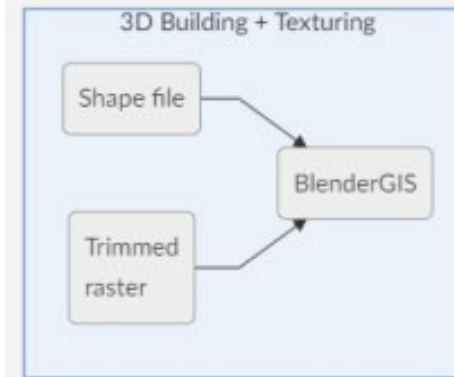 3D Building + Texturing
Shape file
BlenderGIS
Trimmed
raster